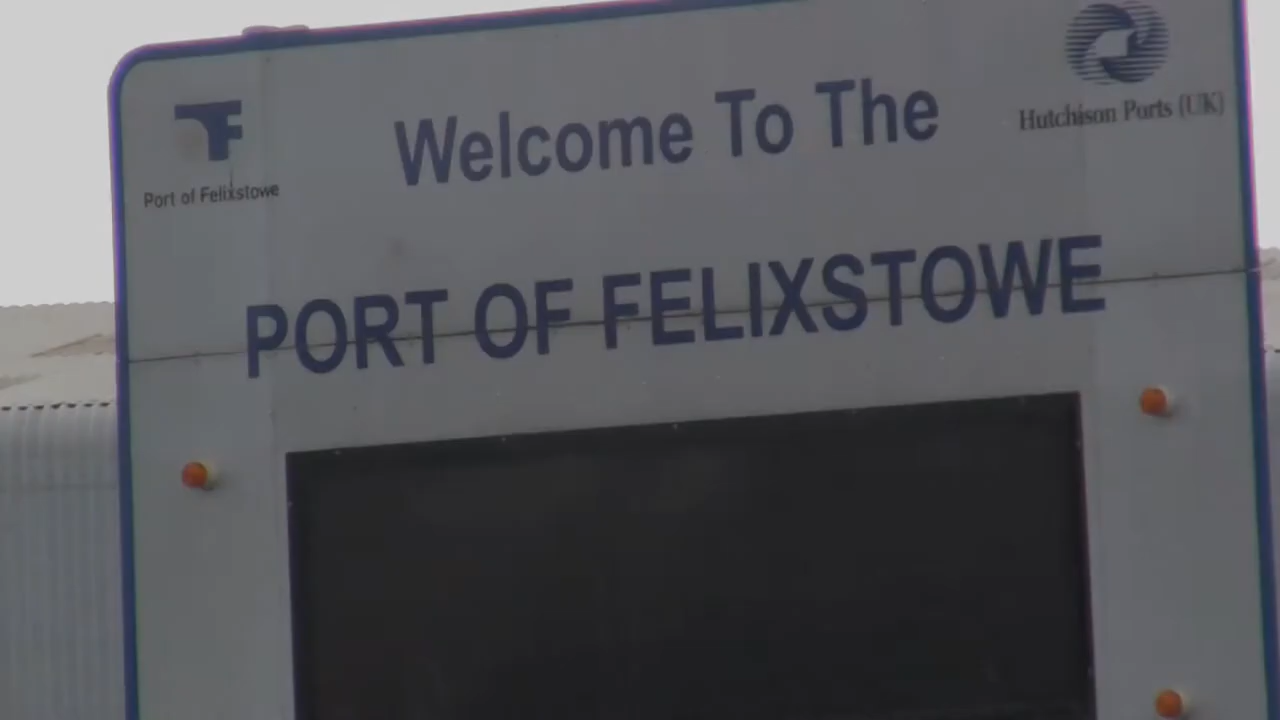 Welcome To The
Hutchison Ports (UK)
Port of Felixstowe
PORT OF FELIXSTOWE